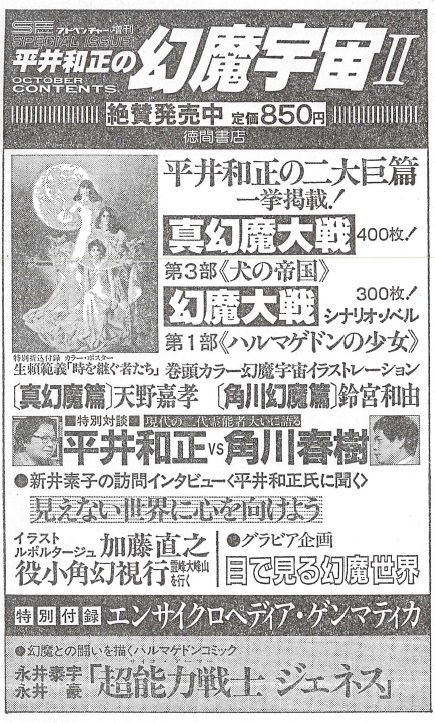 SFアドベンチャー増刊
SPECIAL ISSUE!
平井和正の幻魔宇宙II
OCTOBER
CONTENTS
絶賛発売中 定価850円
徳間書店
平井和正の二大巨篇
一挙掲載!
真幻魔大戦 400枚!
第3部《犬の帝国》
幻魔大戦 300枚!
シナリオ・ノベル
第1部《ハルマゲドンの少女》
特別折込付録 カラー・ポスター
生頼範義「時を継ぐ者たち」
巻頭カラー幻魔宇宙イラストレーション
〔真幻魔篇〕天野嘉孝 〔角川幻魔篇〕鈴宮和由
■特別対談■現代の二代芸能者大いに語る
平井和正VS角川春樹
●新井素子の訪問インタビュー〈平井和正氏に聞く〉
見えない世界に心を向けよう
イラスト
ルポルタージュ 加藤直之
役小角幻視行 霊峰大峰山を行く
●グラビア企画
目で見る幻魔世界
特別付録 エンサイクロペディア・ゲンマティカ
●幻魔との闘いを描くハルマゲドンコミック
永井泰宇
永井 豪
「超能力戦士 ジェネス」